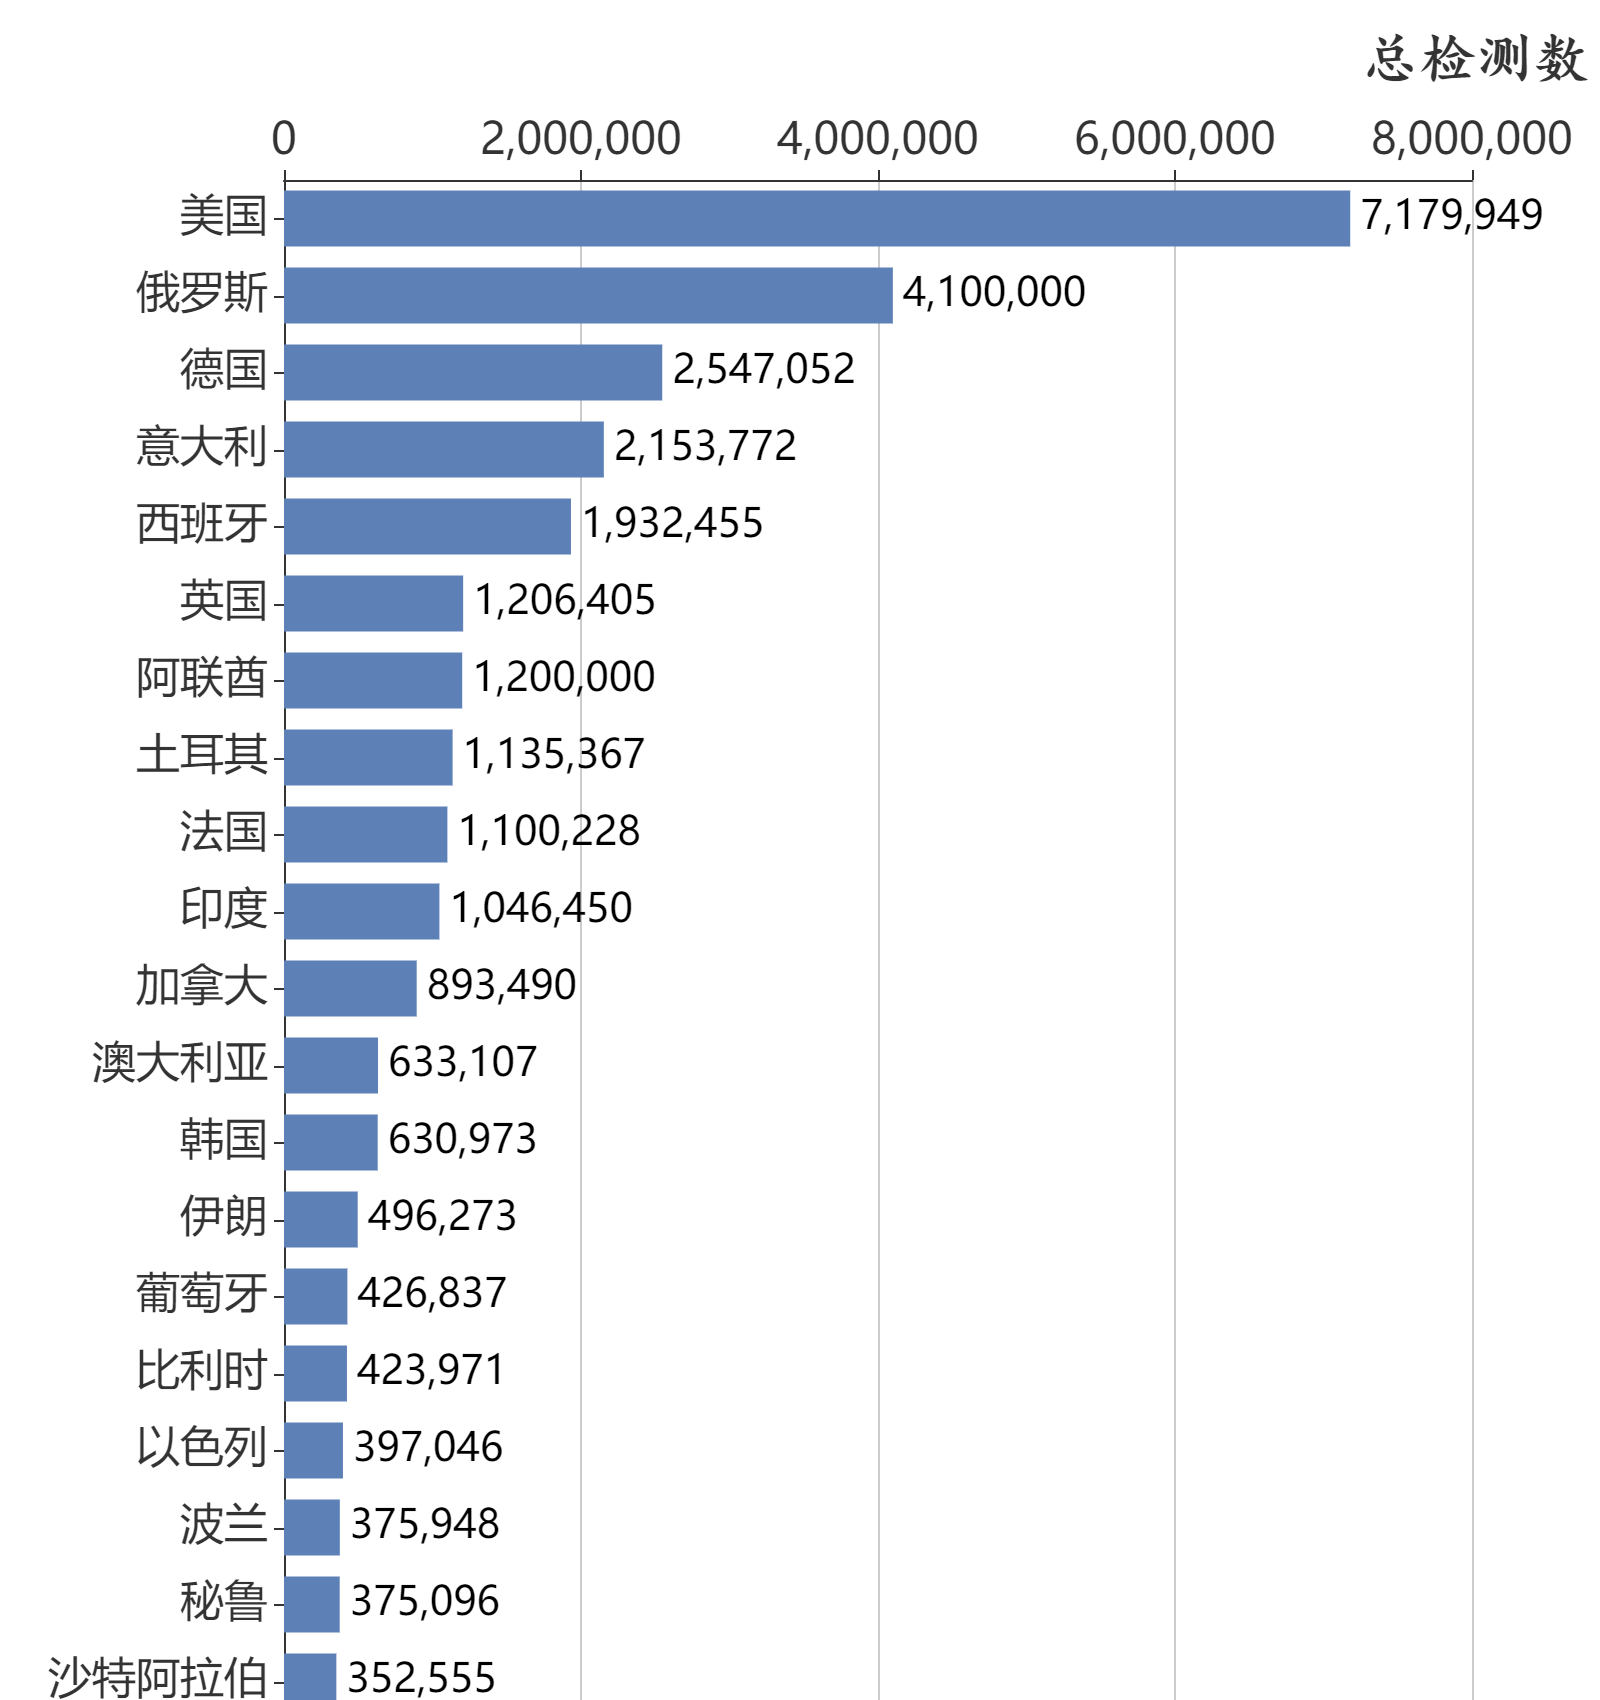 总检测数
0 2,000,000 4,000,000 6,000,000 8,000,000
美国 7,179,949
俄罗斯 4,100,000
德国 2,547,052
意大利 2,153,772
西班牙 1,932,455
英国 1,206,405
阿联酋 1,200,000
土耳其 1,135,367
法国 1,100,228
印度 1,046,450
加拿大 893,490
澳大利亚 633,107
韩国 630,973
伊朗 496,273
葡萄牙 426,837
比利时 423,971
以色列 397,046
波兰 375,948
秘鲁 375,096
沙特阿拉伯 352,555